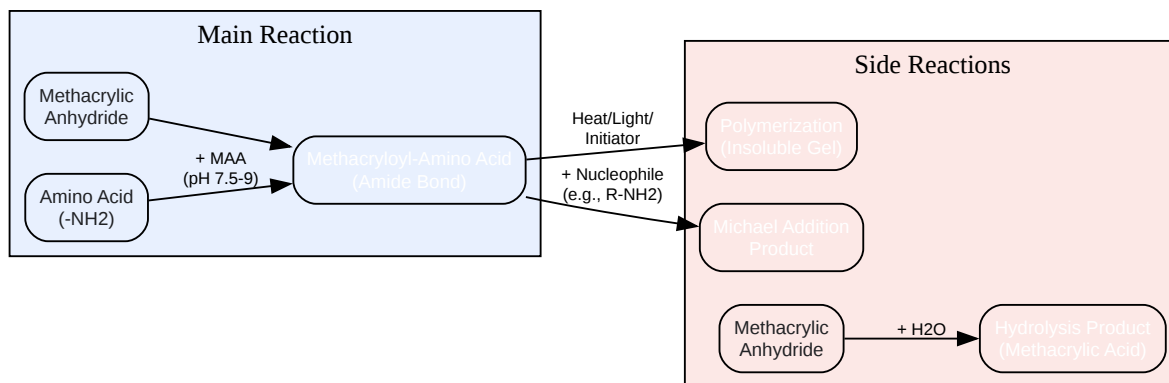 Main Reaction
Methacrylic
Anhydride
Amino Acid
(-NH2)
+ MAA
(pH 7.5-9)
Methacryloyl-Amino Acid
(Amide Bond)
Heat/Light/
Initiator
+ Nucleophile
(e.g., R-NH2)
Side Reactions
Polymerization
(Insoluble Gel)
Michael Addition
Product
Methacrylic
Anhydride
+ H2O
Hydrolysis Product
(Methacrylic Acid)